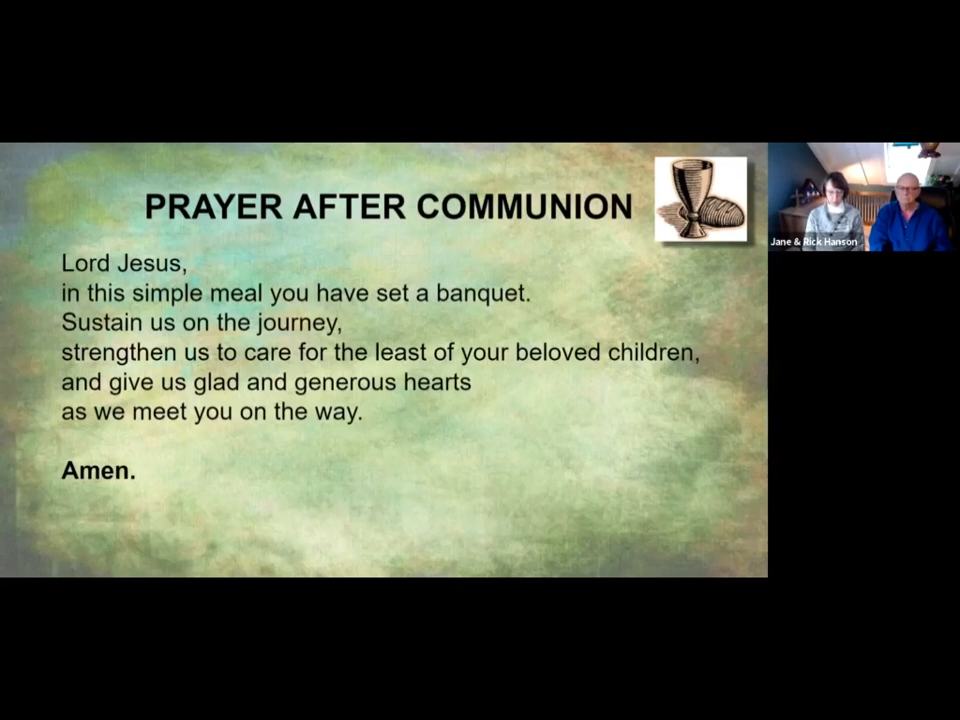 PRAYER AFTER COMMUNION
Lord Jesus,
in this simple meal you have set a banquet.
Sustain us on the journey,
strengthen us to care for the least of your beloved children,
and give us glad and generous hearts
as we meet you on the way.
Amen.
Jane & Rick Hanson